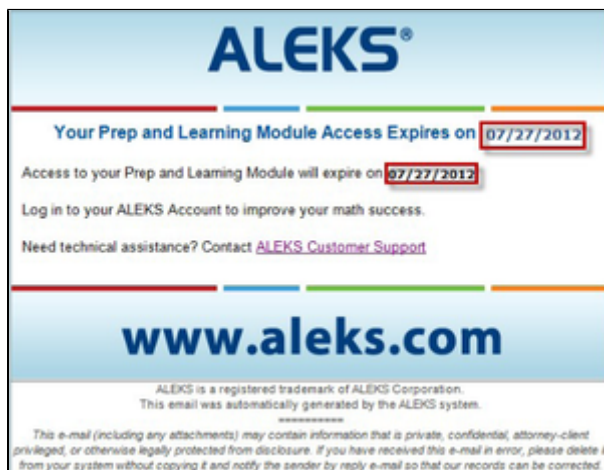 ALEKS®
Your Prep and Learning Module Access Expires on 07/27/2012
Access to your Prep and Learning Module will expire on 07/27/2012
Log in to your ALEKS Account to improve your math success.
Need technical assistance? Contact ALEKS Customer Support
www.aleks.com
ALEKS is a registered trademark of ALEKS Corporation.
This email was automatically generated by the ALEKS system.
==========
This e-mail (including any attachments) may contain information that is private, confidential, attorney-client
privileged, or otherwise legally protected from disclosure. If you have received this e-mail in error, please delete
from your system without copying it and notify the sender by reply e-mail so that our records can be corrected